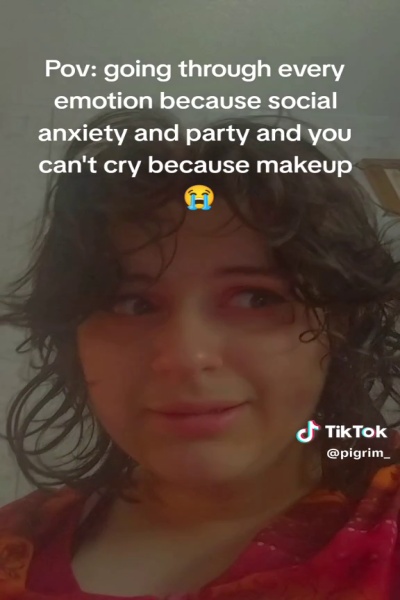 Pov: going through every
emotion because social
anxiety and party and you
can't cry because makeup
😭
TikTok
@pigrim_